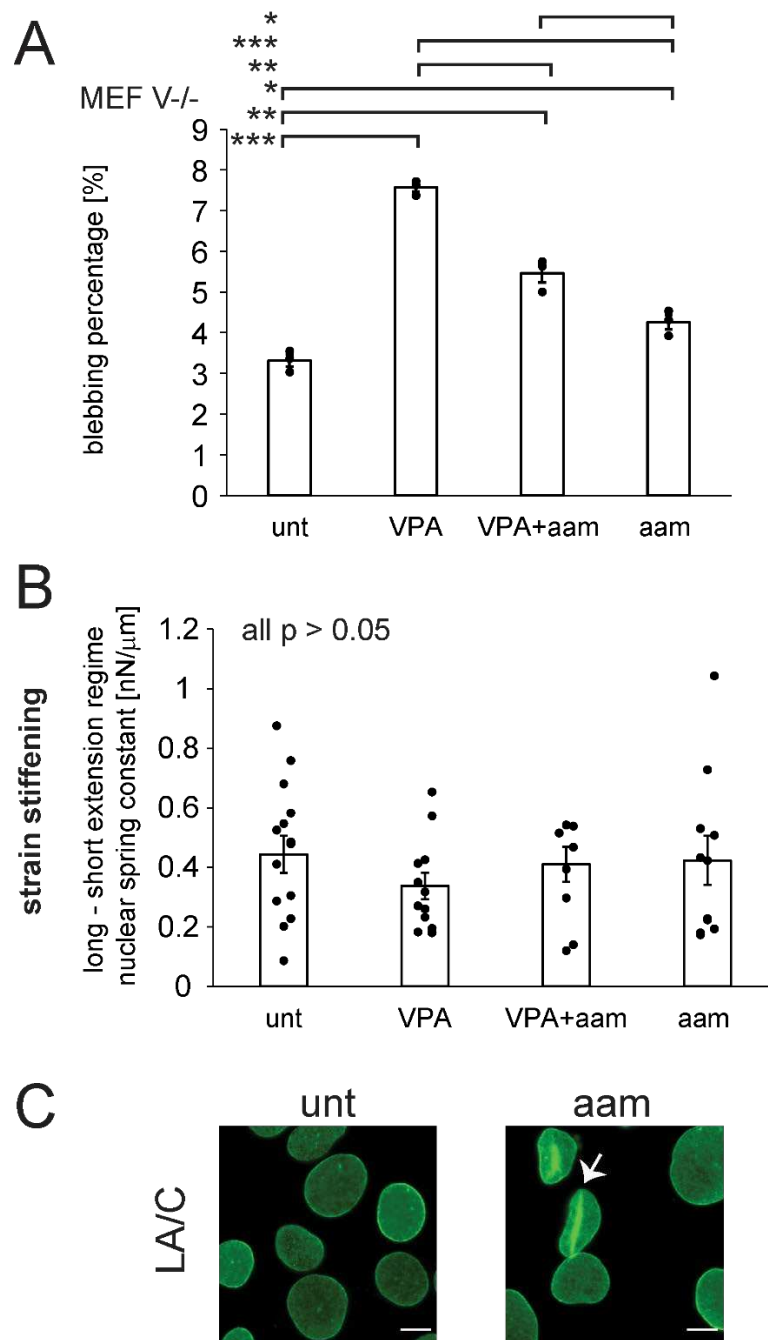 A
*
***
**
*
**
***
MEF V-/-
blebbing percentage [%]
9
8
7
6
5
4
3
2
1
0
unt VPA VPA+aam aam
B
strain stiffening
long - short extension regime
nuclear spring constant [nN/μm]
all p > 0.05
1.2
1
0.8
0.6
0.4
0.2
0
unt VPA VPA+aam aam
C
unt aam
LA/C